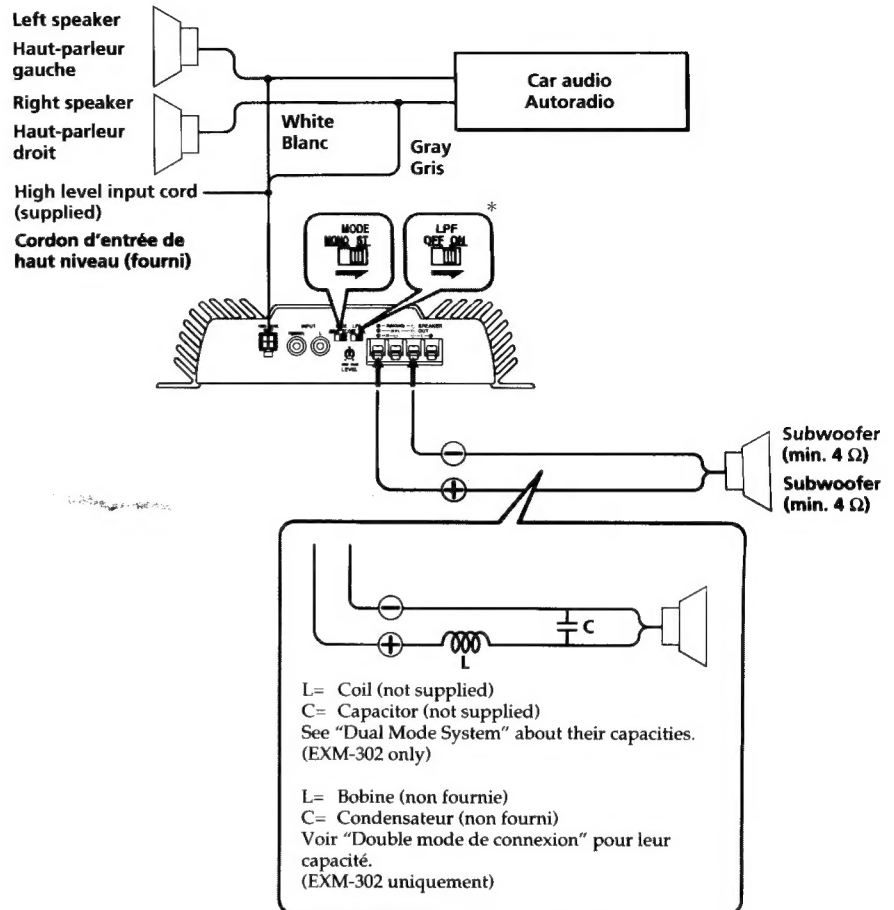 Left speaker
Haut-parleur
gauche
Right speaker
Haut-parleur
droit
High level input cord
(supplied)
Cordon d'entrée de
haut niveau (fourni)
White
Blanc
Gray
Gris
Car audio
Autoradio
*
MODE
MONO ST
LPF
OFF ON
INPUT
L
LEVEL
SPEAKER
OUT
Subwoofer
(min. 4 Ω)
Subwoofer
(min. 4 Ω)
C
L
L= Coil (not supplied)
C= Capacitor (not supplied)
See "Dual Mode System" about their capacities.
(EXM-302 only)
L= Bobine (non fournie)
C= Condensateur (non fourni)
Voir "Double mode de connexion" pour leur
capacité.
(EXM-302 uniquement)